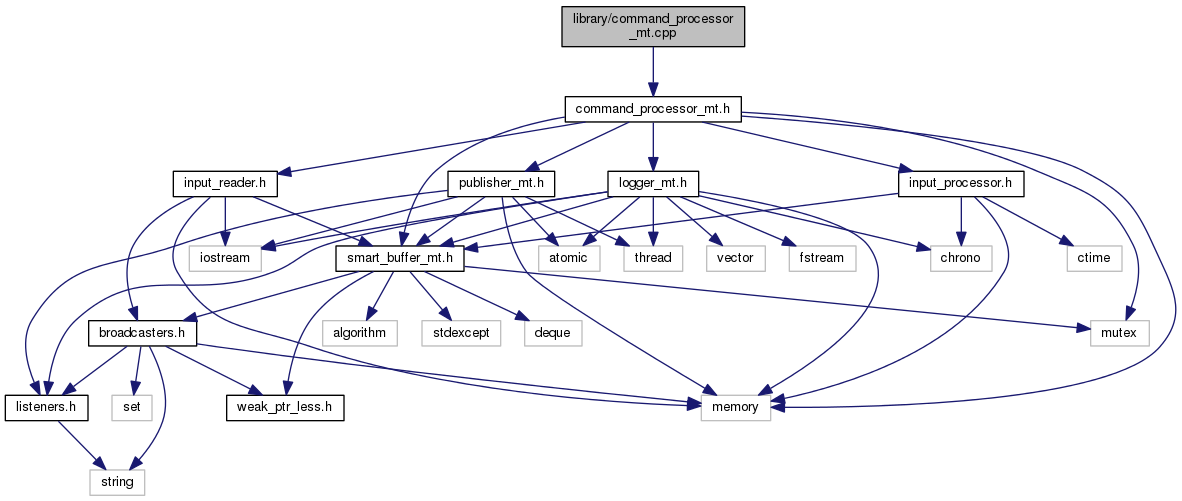 library/command_processor
_mt.cpp
command_processor_mt.h
input_reader.h
publisher_mt.h
logger_mt.h
input_processor.h
iostream
smart_buffer_mt.h
atomic
thread
vector
fstream
chrono
ctime
broadcasters.h
algorithm
stdexcept
deque
mutex
listeners.h
set
weak_ptr_less.h
memory
string